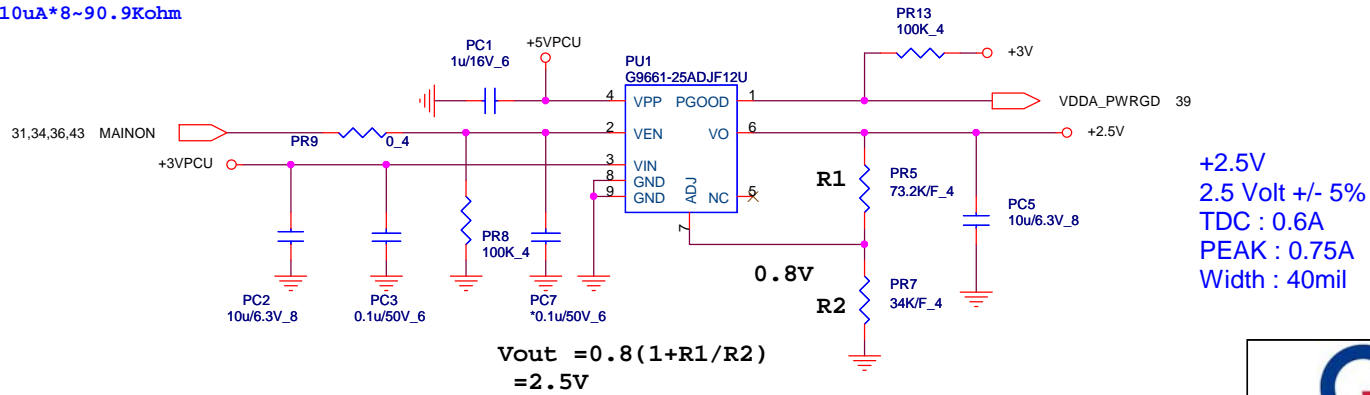 10uA*8~90.9Kohm
PR13
100K_4
+3V
PC1
1u/16V_6
+5VPCU
PU1
G9661-25ADJF12U
4 VPP PGOOD 1
VDDA_PWRGD 39
31,34,36,43 MAINON
PR9 0_4
2 VEN VO 6
+2.5V
+3VPCU
3 VIN
8 GND
9 GND ADJ NC 5
7
R1
PR5
73.2K/F_4
PC5
10u/6.3V_8
PR8
100K_4
0.8V
R2
PR7
34K/F_4
PC2
10u/6.3V_8
PC3
0.1u/50V_6
PC7
*0.1u/50V_6
Vout =0.8(1+R1/R2)
=2.5V
+2.5V
2.5 Volt +/- 5%
TDC : 0.6A
PEAK : 0.75A
Width : 40mil